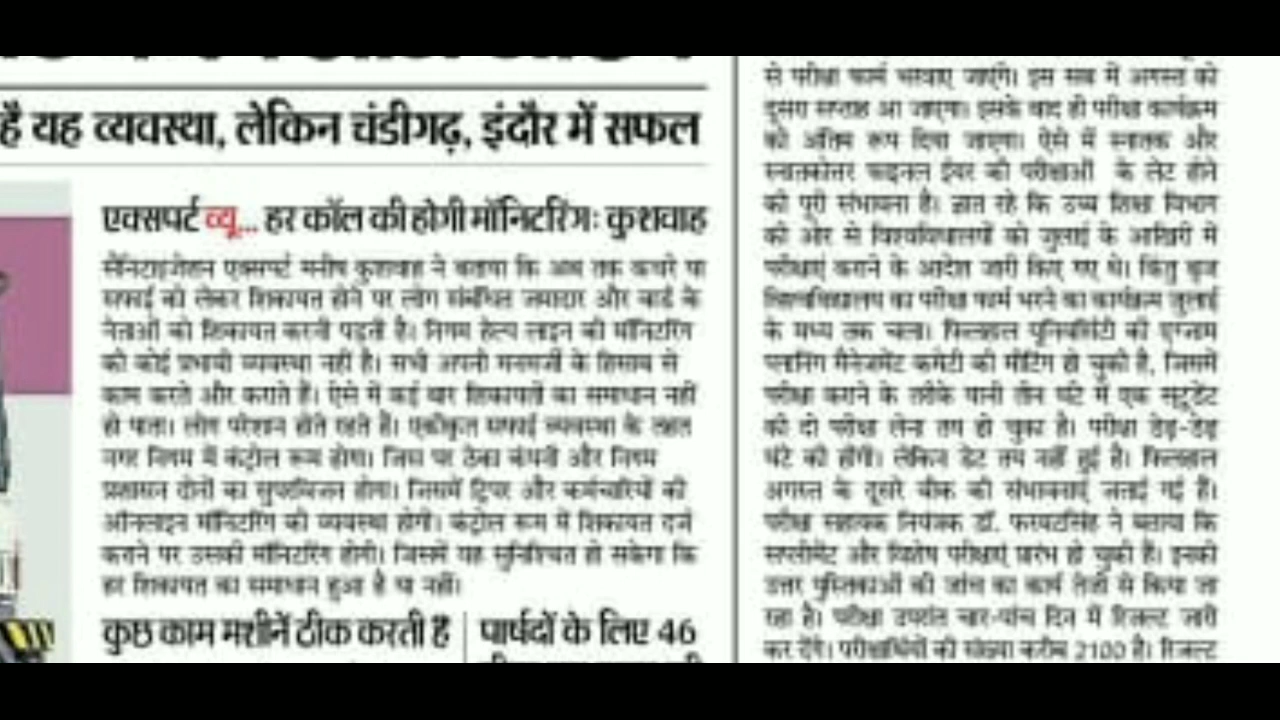 है यह व्यवस्था, लेकिन चंडीगढ़, इंदौर में सफल
एक्सपर्ट व्यू... हर कॉल की होगी मॉनिटरिंग: कुशवाह
सेनिटाइजेशन एक्सपर्ट मनीष कुशवाह ने बताया कि अब तक कचरे या
सफाई को लेकर शिकायत होने पर लोग संबंधित जमादार और वार्ड के
नेताओं को शिकायत करनी पड़ती है। निगम हेल्प लाइन की मॉनिटरिंग
की कोई प्रभावी व्यवस्था नहीं है। सभी अपनी मनमर्जी के हिसाब से
काम करते और कराते हैं। ऐसे में कई बार शिकायतों का समाधान नहीं
हो पाता। लोग परेशान होते रहते हैं। एकीकृत सफाई व्यवस्था के तहत
नगर निगम में कंट्रोल रूम होगा। जिस पर ठेका कंपनी और निगम
प्रशासन दोनों का सुपरविजन होगा। जिसमें ट्रिपर और कर्मचारियों की
ऑनलाइन मॉनिटरिंग की व्यवस्था होगी। कंट्रोल रूम में शिकायत दर्ज
कराने पर उसकी मॉनिटरिंग होगी। जिसमें यह सुनिश्चित हो सकेगा कि
हर शिकायत का समाधान हुआ है या नहीं।
कुछ काम मशीनें ठीक करती है
पार्षदों के लिए 46
से परीक्षा फार्म भरवाए जाएंगे। इस सब में अगस्त का
दूसरा सप्ताह आ जाएगा। इसके बाद ही परीक्षा कार्यक्रम
को अंतिम रूप दिया जाएगा। ऐसे में स्नातक और
स्नातकोत्तर फाइनल ईयर की परीक्षाओं के लेट होने
की पूरी संभावना है। ज्ञात रहे कि उच्च शिक्षा विभाग
की ओर से विश्वविद्यालयों को जुलाई के आखिरी में
परीक्षाएं कराने के आदेश जारी किए गए थे। किंतु बृज
विश्वविद्यालय का परीक्षा फार्म भरने का कार्यक्रम जुलाई
के मध्य तक चला। फिलहाल यूनिवर्सिटी की एग्जाम
प्लानिंग मैनेजमेंट कमेटी की मीटिंग हो चुकी है, जिसमें
परीक्षा कराने के तरीके यानी तीन घंटे में एक स्टूडेंट
की दो परीक्षा लेना तय हो चुका है। परीक्षा डेढ़-डेढ़
घंटे की होगी। लेकिन डेट तय नहीं हुई है। फिलहाल
अगस्त के दूसरे वीक की संभावनाएं जताई गई हैं।
परीक्षा सहायक नियंत्रक डॉ. फरवटसिंह ने बताया कि
सप्लीमेंट और विशेष परीक्षाएं प्रारंभ हो चुकी हैं। इनकी
उत्तर पुस्तिकाओं की जांच का कार्य तेजी से किया जा
रहा है। परीक्षा उपरांत चार-पांच दिन में रिजल्ट जारी
कर देंगे। परीक्षार्थियों की संख्या करीब 2100 है। रिजल्ट